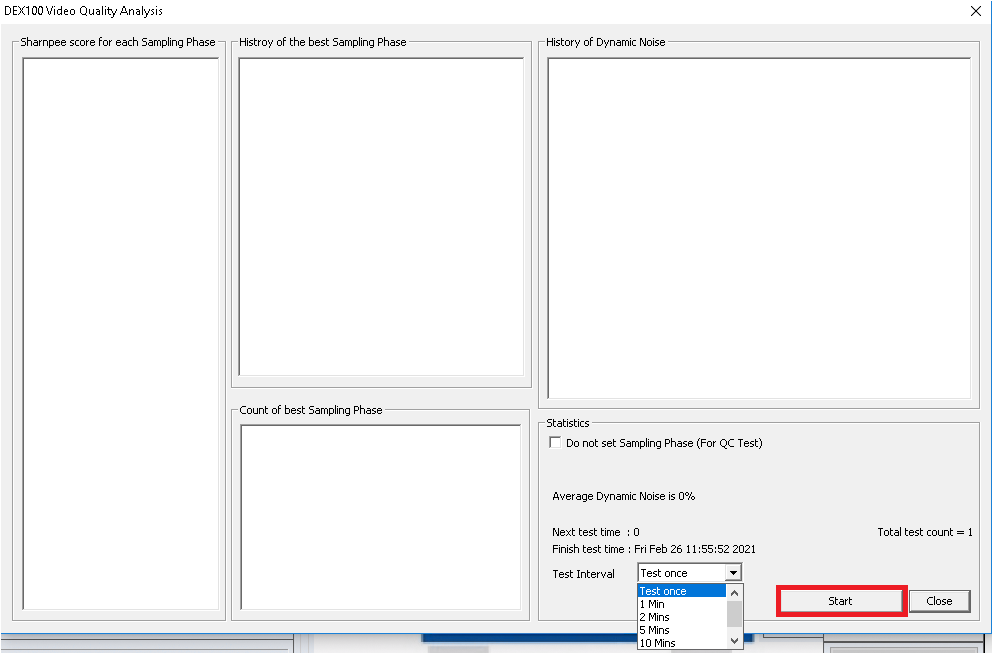 DEX100 Video Quality Analysis
Sharnpee score for each Sampling Phase
Histroy of the best Sampling Phase
History of Dynamic Noise
Count of best Sampling Phase
Statistics
Do not set Sampling Phase (For QC Test)
Average Dynamic Noise is 0%
Next test time : 0
Total test count = 1
Finish test time : Fri Feb 26 11:55:52 2021
Test Interval
Test once
Test once
1 Min
2 Mins
5 Mins
10 Mins
Start
Close